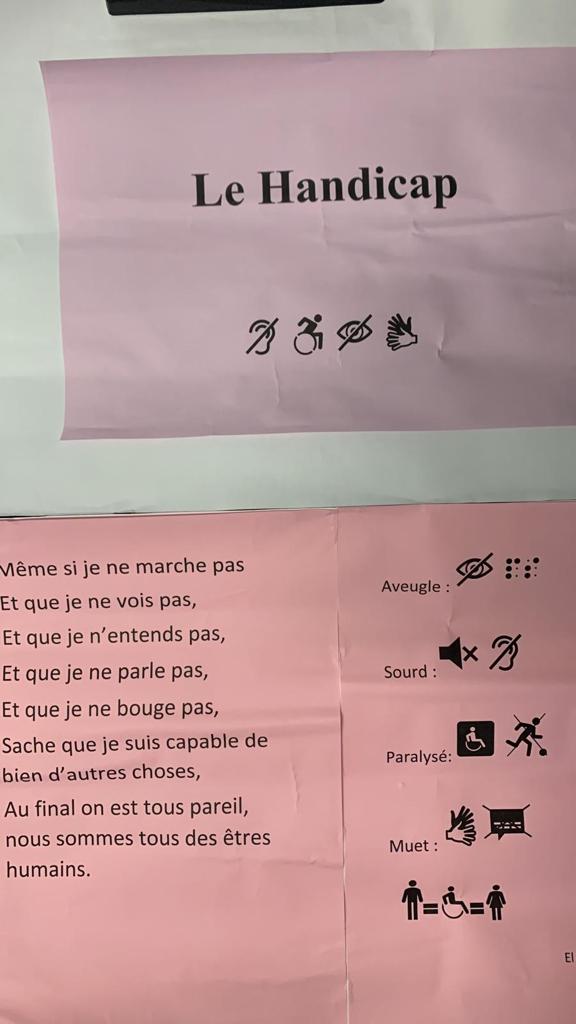 Le Handicap
Même si je ne marche pas
Et que je ne vois pas,
Et que je n'entends pas,
Et que je ne parle pas,
Et que je ne bouge pas,
Sache que je suis capable de
bien d'autres choses,
Au final on est tous pareil,
nous sommes tous des êtres
humains.
Aveugle :
Sourd :
Paralysé:
Muet :
=
=
El